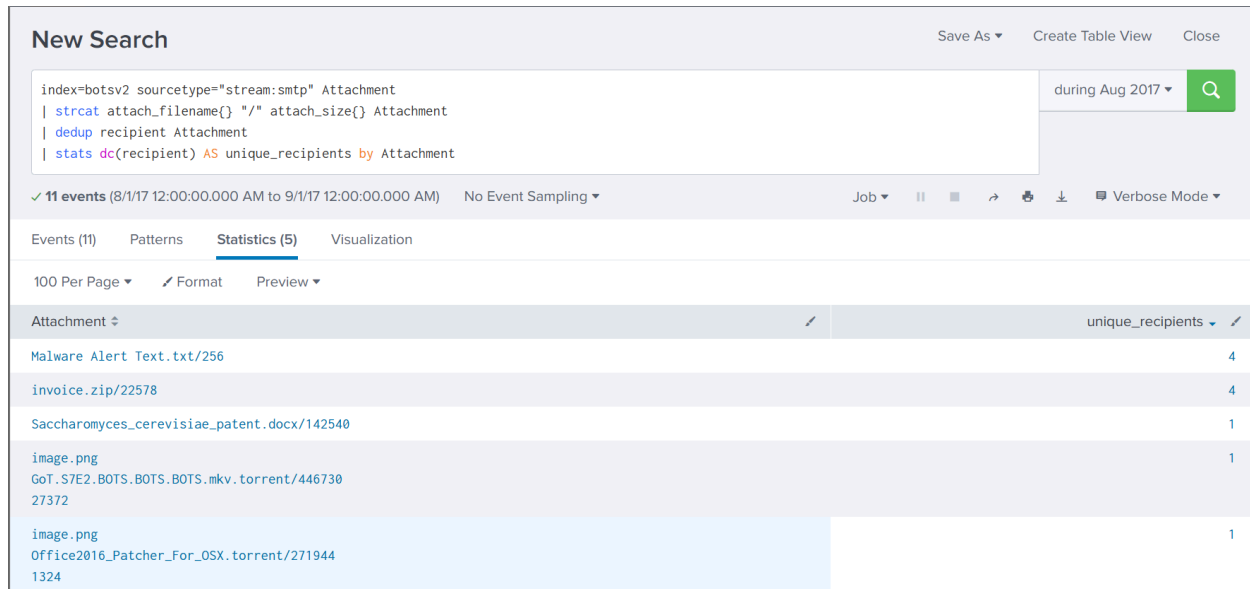 New Search
Save As
Create Table View
Close
index=botsv2 sourcetype="stream:smtp" Attachment
| strcat attach_filename{} "/" attach_size{} Attachment
| dedup recipient Attachment
| stats dc(recipient) AS unique_recipients by Attachment
during Aug 2017
11 events (8/1/17 12:00:00.000 AM to 9/1/17 12:00:00.000 AM)
No Event Sampling
Job
Verbose Mode
Events (11)
Patterns
Statistics (5)
Visualization
100 Per Page
Format
Preview
Attachment
unique_recipients
Malware Alert Text.txt/256
4
invoice.zip/22578
4
Saccharomyces_cerevisiae_patent.docx/142540
1
image.png
GoT.S7E2.BOTS.BOTS.BOTS.mkv.torrent/446730
27372
1
image.png
Office2016_Patcher_For_OSX.torrent/271944
1324
1